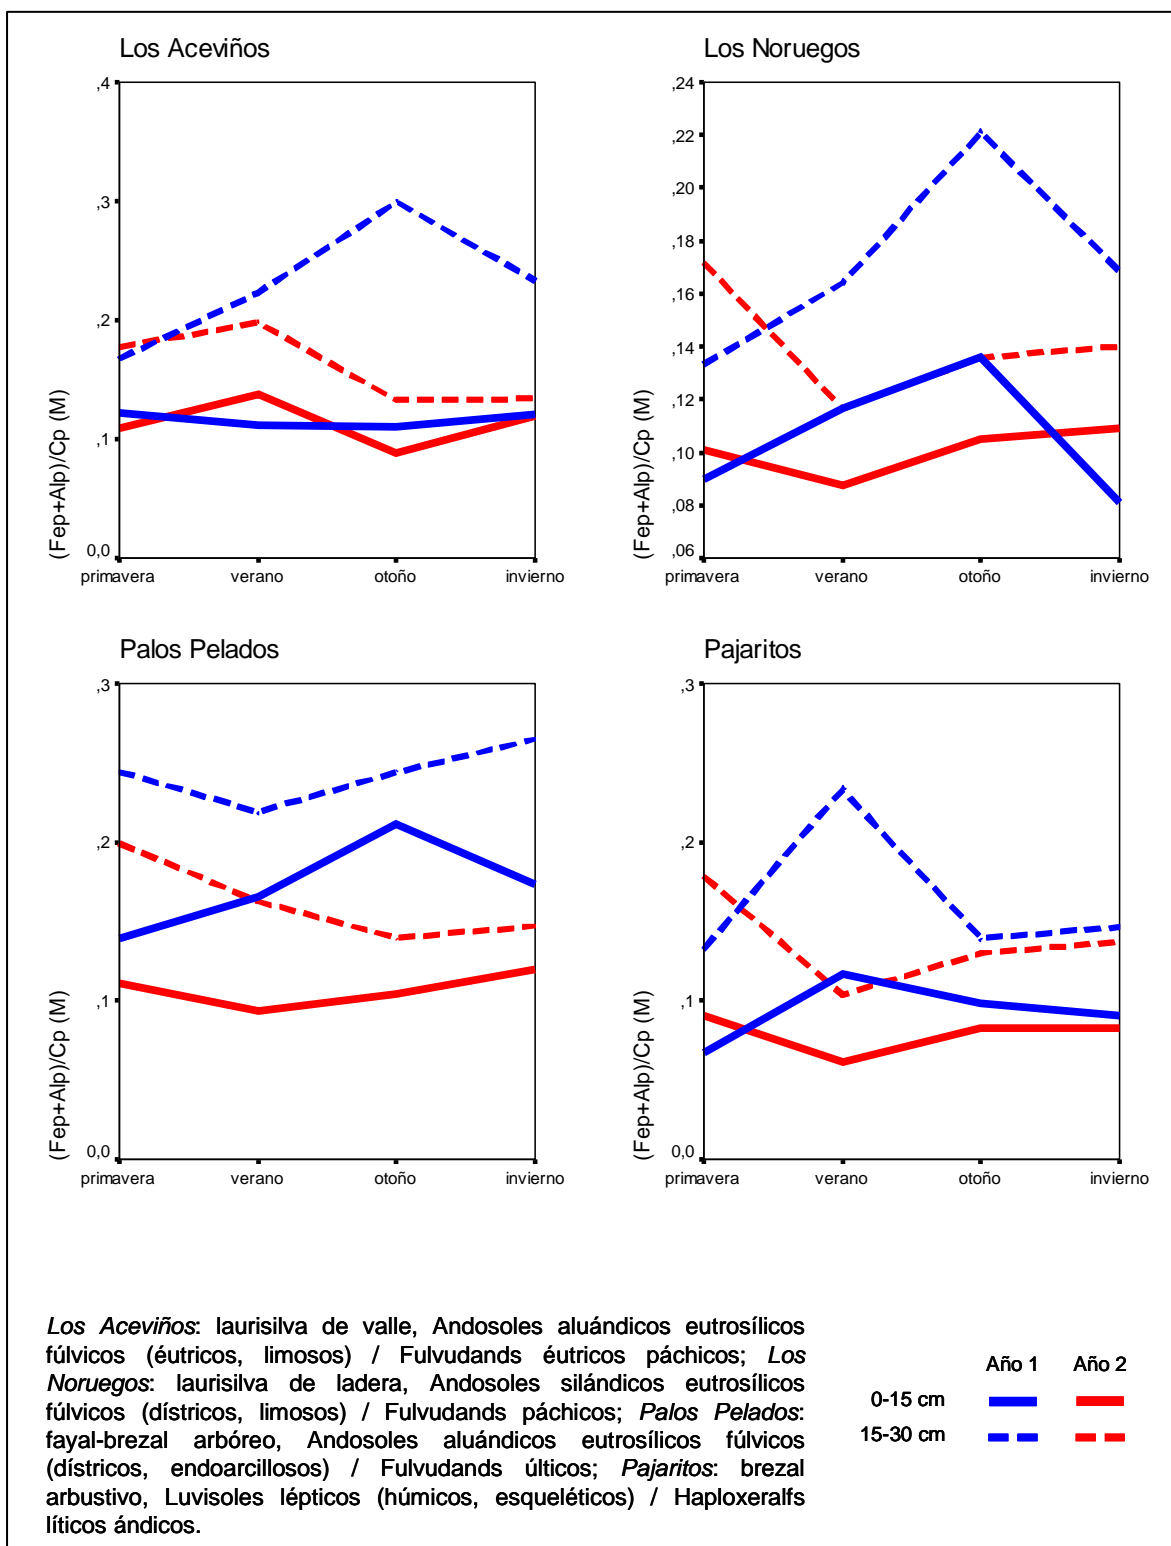 Los Aceviños
,4
,3
,2
,1
0,0
(Fep+Alp)/Cp (M)
primavera verano otoño invierno
Los Noruegos
,24
,22
,20
,18
,16
,14
,12
,10
,08
,06
(Fep+Alp)/Cp (M)
primavera verano otoño invierno
Palos Pelados
,3
,2
,1
0,0
(Fep+Alp)/Cp (M)
primavera verano otoño invierno
Pajaritos
,3
,2
,1
0,0
(Fep+Alp)/Cp (M)
primavera verano otoño invierno
Los Aceviños: laurisilva de valle, Andosoles aluándicos eutrosílicos
fúlvicos (éutricos, limosos) / Fulvudands éutricos páchicos; Los
Noruegos: laurisilva de ladera, Andosoles silándicos eutrosílicos
fúlvicos (dístricos, limosos) / Fulvudands páchicos; Palos Pelados:
fayal-brezal arbóreo, Andosoles aluándicos eutrosílicos fúlvicos
(dístricos, endoarcillosos) / Fulvudands últicos; Pajaritos: brezal
arbustivo, Luvisoles lépticos (húmicos, esqueléticos) / Haploxeralfs
líticos ándicos.
Año 1 Año 2
0-15 cm
15-30 cm